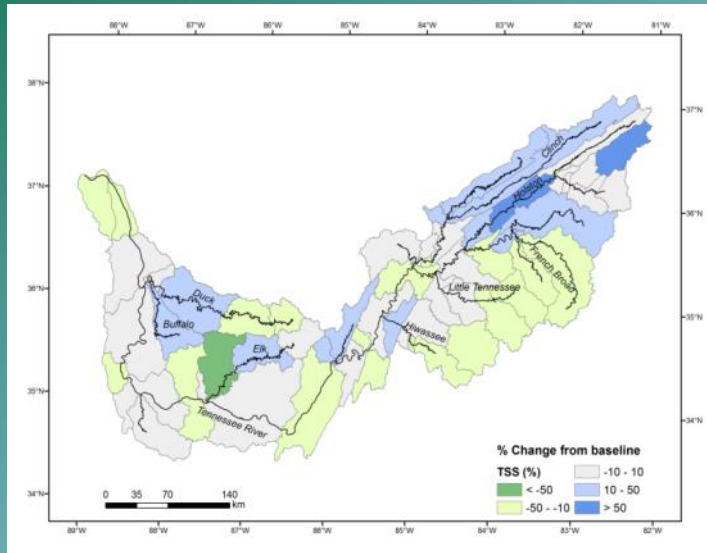 88°W 87°W 86°W 85°W 84°W 83°W 82°W 81°W
38°N
37°N
36°N
35°N
34°N
37°N
36°N
35°N
34°N
Clinch
Holston
French Broad
Little Tennessee
Hiwassee
Duck
Buffalo
Elk
Tennessee River
% Change from baseline
TSS (%)
< -50
-50 - -10
-10 - 10
10 - 50
> 50
0 35 70 140
km
89°W 88°W 87°W 86°W 85°W 84°W 83°W 82°W